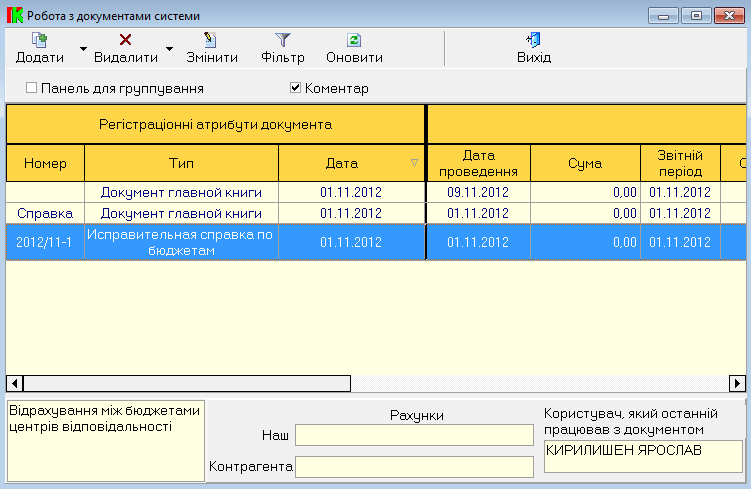 Робота з документами системи
Додати Видалити Змінити Фільтр Оновити Вихід
Панель для группування Коментар
Регістраціонні атрибути документа
Номер Тип Дата Дата проведення Сума Звітній період
Документ главной книги 01.11.2012 09.11.2012 0,00 01.11.2012
Справка Документ главной книги 01.11.2012 01.11.2012 0,00 01.11.2012
2012/11-1 Исправительная справка по бюджетам 01.11.2012 01.11.2012 0,00 01.11.2012
Відрахування між бюджетами
центрів відповідальності
Рахунки
Наш
Контрагента
Користувач, який останній
працював з документом
КИРИЛИШЕН ЯРОСЛАВ